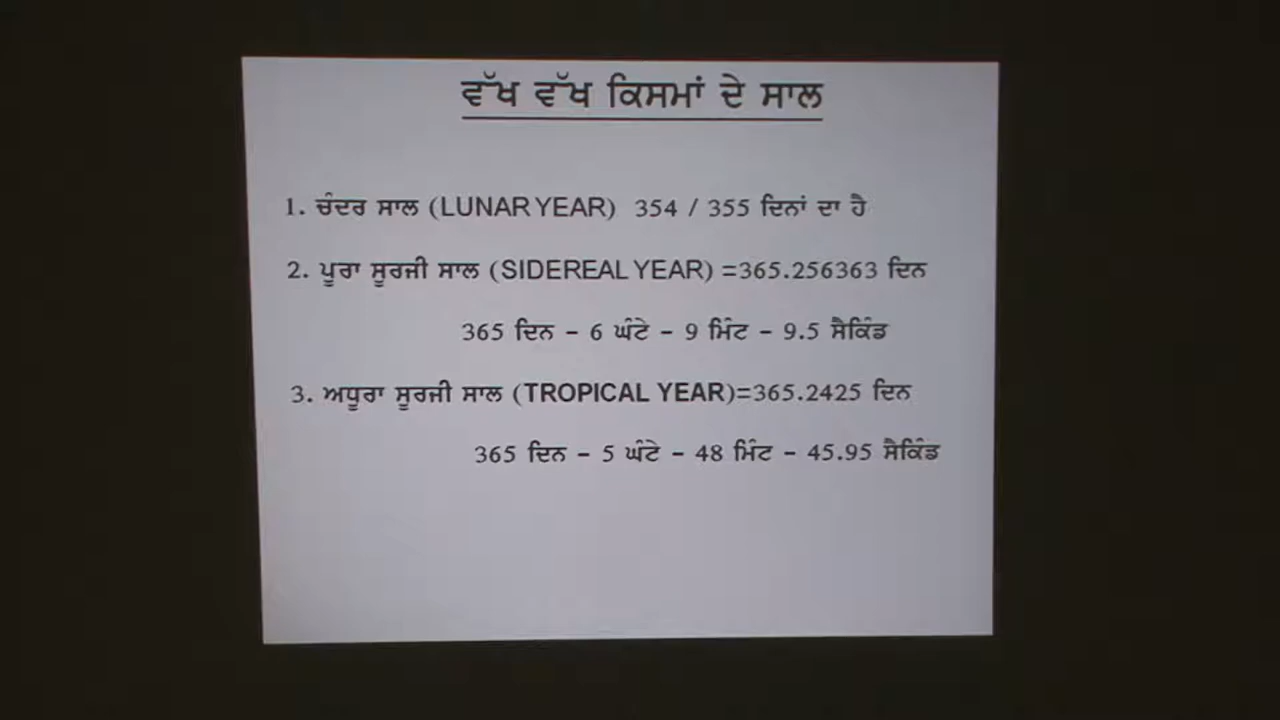 ਵੱਖ ਵੱਖ ਕਿਸਮਾਂ ਦੇ ਸਾਲ
1. ਚੰਦਰ ਸਾਲ (LUNAR YEAR) 354 / 355 ਦਿਨਾਂ ਦਾ ਹੈ
2. ਪੂਰਾ ਸੂਰਜੀ ਸਾਲ (SIDEREAL YEAR) =365.256363 ਦਿਨ
365 ਦਿਨ - 6 ਘੰਟੇ - 9 ਮਿੰਟ - 9.5 ਸੈਕਿੰਡ
3. ਅਧੂਰਾ ਸੂਰਜੀ ਸਾਲ (TROPICAL YEAR)=365.2425 ਦਿਨ
365 ਦਿਨ - 5 ਘੰਟੇ - 48 ਮਿੰਟ - 45.95 ਸੈਕਿੰਡ